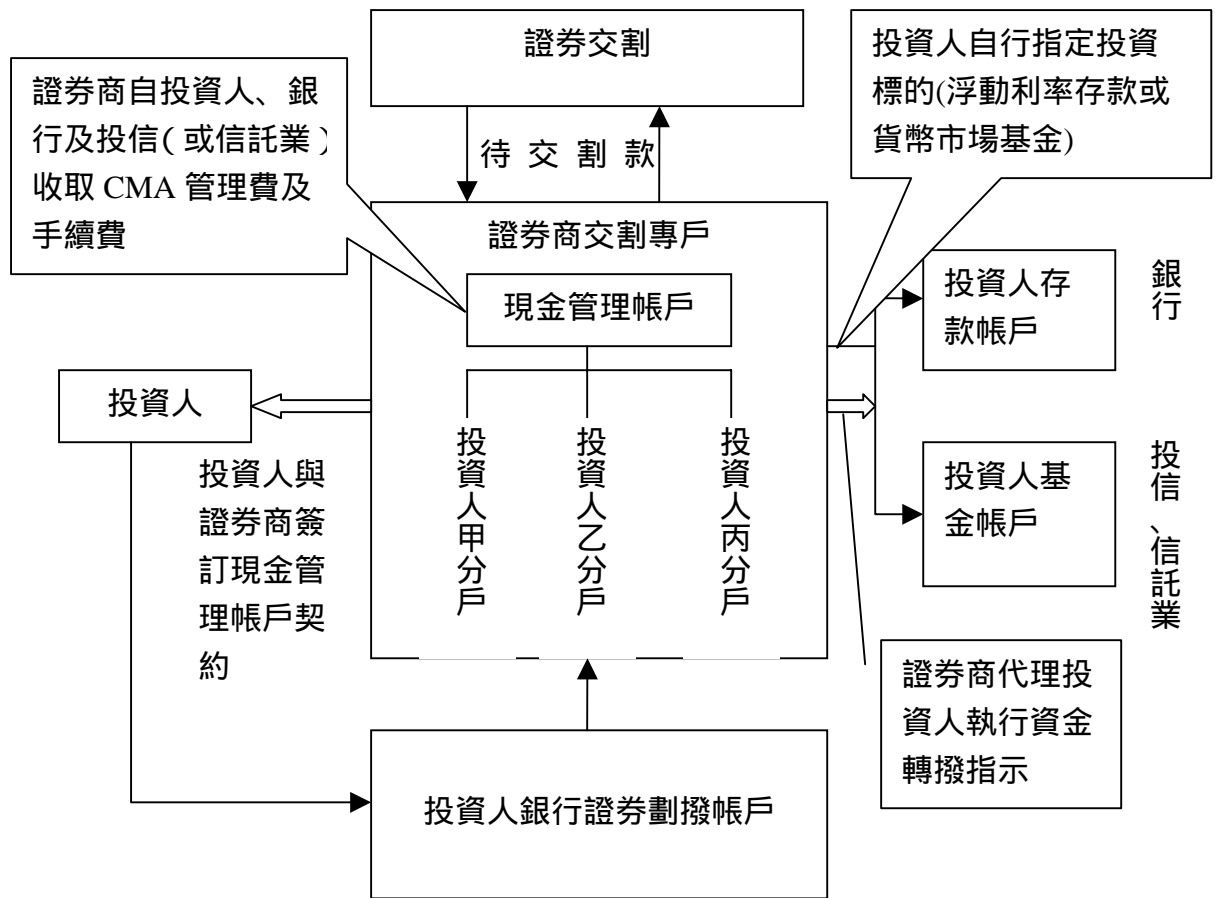 證券交割
投資人自行指定投資
標的(浮動利率存款或
貨幣市場基金)
證券商自投資人、銀
行及投信(或信託業)
收取 CMA 管理費及
手續費
待交割款
證券商交割專戶
現金管理帳戶
投資人存
款帳戶
銀行
投資人
投資人甲分戶
投資人乙分戶
投資人丙分戶
投資人基
金帳戶
投信、信託業
投資人與
證券商簽
訂現金管
理帳戶契
約
證券商代理投
資人執行資金
轉撥指示
投資人銀行證券劃撥帳戶